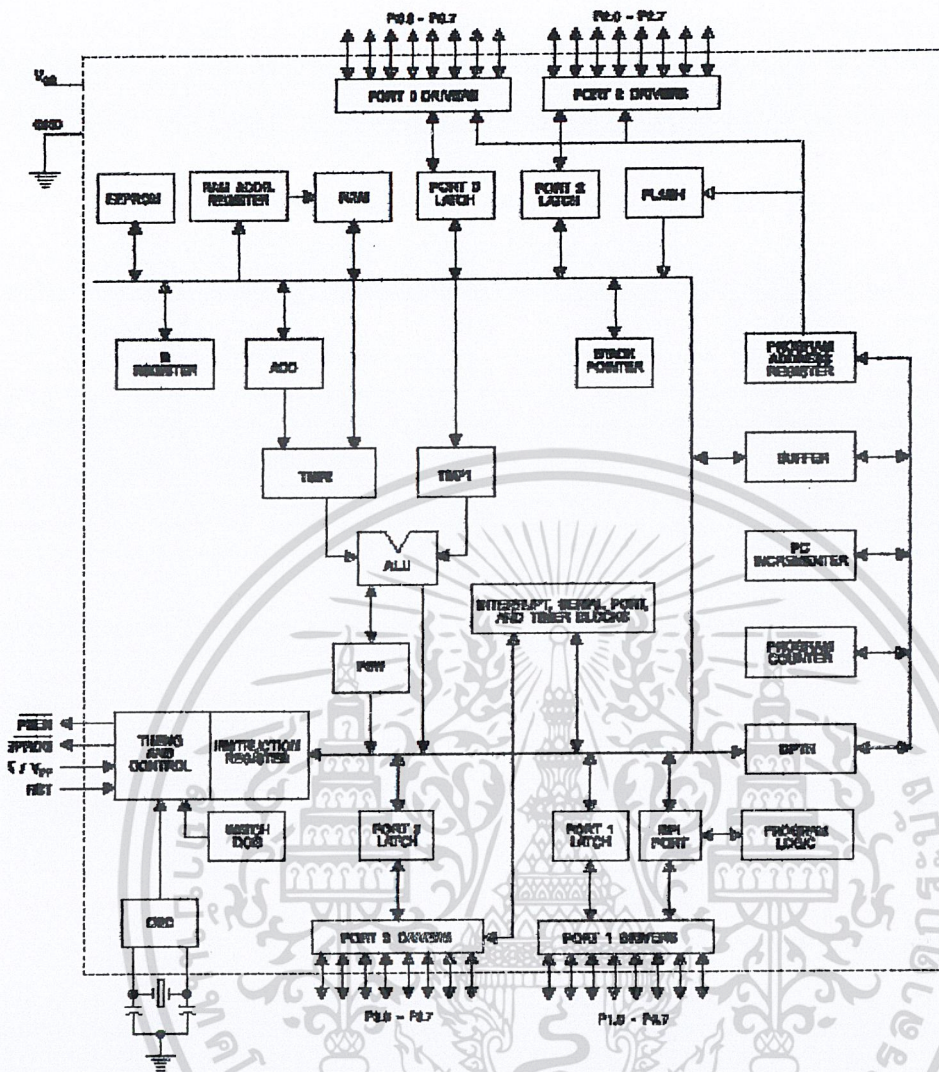 P0.0 - P0.7
P2.0 - P2.7
GND
PORT 0 DRIVERS
PORT 2 DRIVERS
EEPROM
RAM ADDR.
REGISTER
RAM
PORT 0
LATCH
PORT 2
LATCH
FLASH
B
REGISTER
ACC
STACK
POINTER
PROGRAM
ADDRESS
REGISTER
BUFFER
TMP2
TMP1
ALU
PC
INCREMENTER
INTERRUPT, SERIAL PORT,
AND TIMER BLOCKS
PROGRAM
COUNTER
PSW
PSEN
TIMING
AND
CONTROL
INSTRUCTION
REGISTER
DPTR
RST
WATCH
DOG
PORT 3
LATCH
PORT 1
LATCH
SPI
PORT
PROGRAM
LOGIC
OSC
PORT 3 DRIVERS
PORT 1 DRIVERS
P3.0 - P3.7